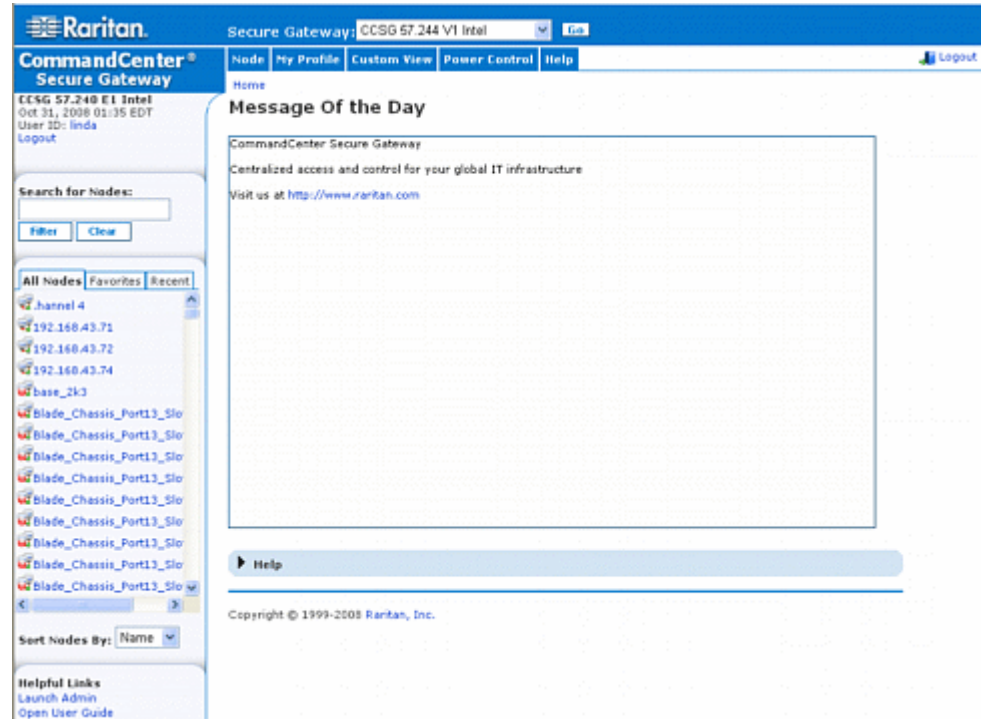 Raritan.
Secure Gateway: CCSG 57.244 V1 Intel Go
CommandCenter®
Secure Gateway
Node My Profile Custom View Power Control Help
Logout
CCSG 57.240 E1 Intel
Oct 31, 2008 01:35 EDT
User ID: linda
Logout
Home
Message Of the Day
CommandCenter Secure Gateway
Centralized access and control for your global IT infrastructure
Visit us at http://www.raritan.com
Search for Nodes:
Filter Clear
All Nodes Favorites Recent
.hannel 4
192.168.43.71
192.168.43.72
192.168.43.74
base_2k3
Blade_Chassis_Port13_Slo
Blade_Chassis_Port13_Slo
Blade_Chassis_Port13_Slo
Blade_Chassis_Port13_Slo
Blade_Chassis_Port13_Slo
Blade_Chassis_Port13_Slo
Blade_Chassis_Port13_Slo
Blade_Chassis_Port13_Slo
Blade_Chassis_Port13_Slo
Sort Nodes By: Name
Help
Copyright © 1999-2008 Raritan, Inc.
Helpful Links
Launch Admin
Open User Guide